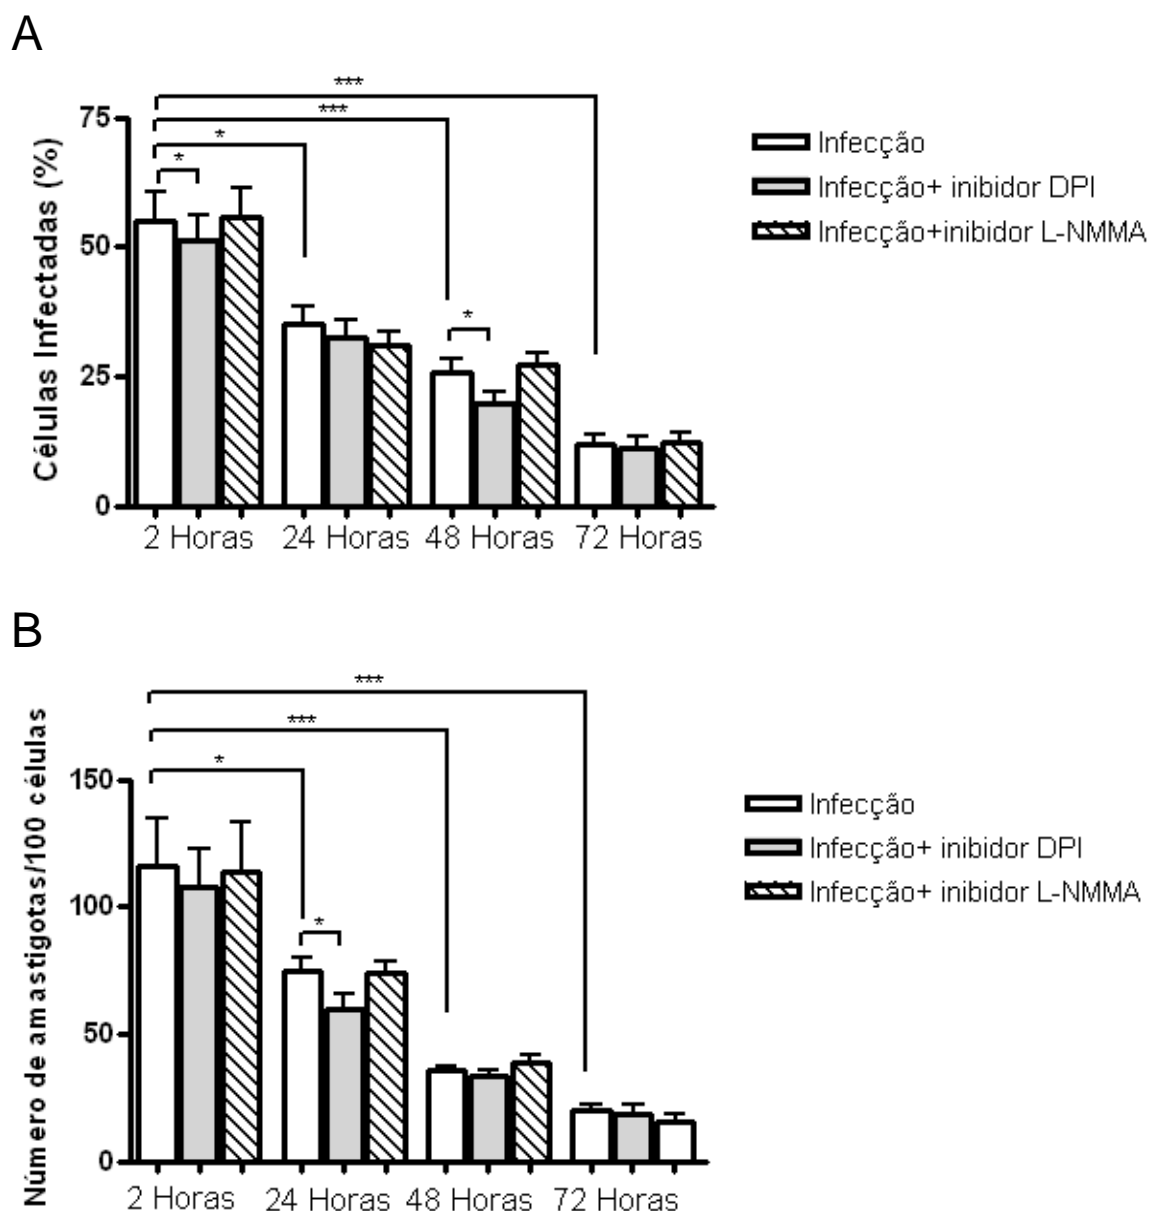 A
***
***
*
*
*
75
50
25
0
Células Infectadas (%)
2 Horas 24 Horas 48 Horas 72 Horas
Infecção
Infecção+ inibidor DPI
Infecção+inibidor L-NMMA
B
***
***
*
*
150
100
50
0
Número de amastigotas/100 células
2 Horas 24 Horas 48 Horas 72 Horas
Infecção
Infecção+ inibidor DPI
Infecção+ inibidor L-NMMA